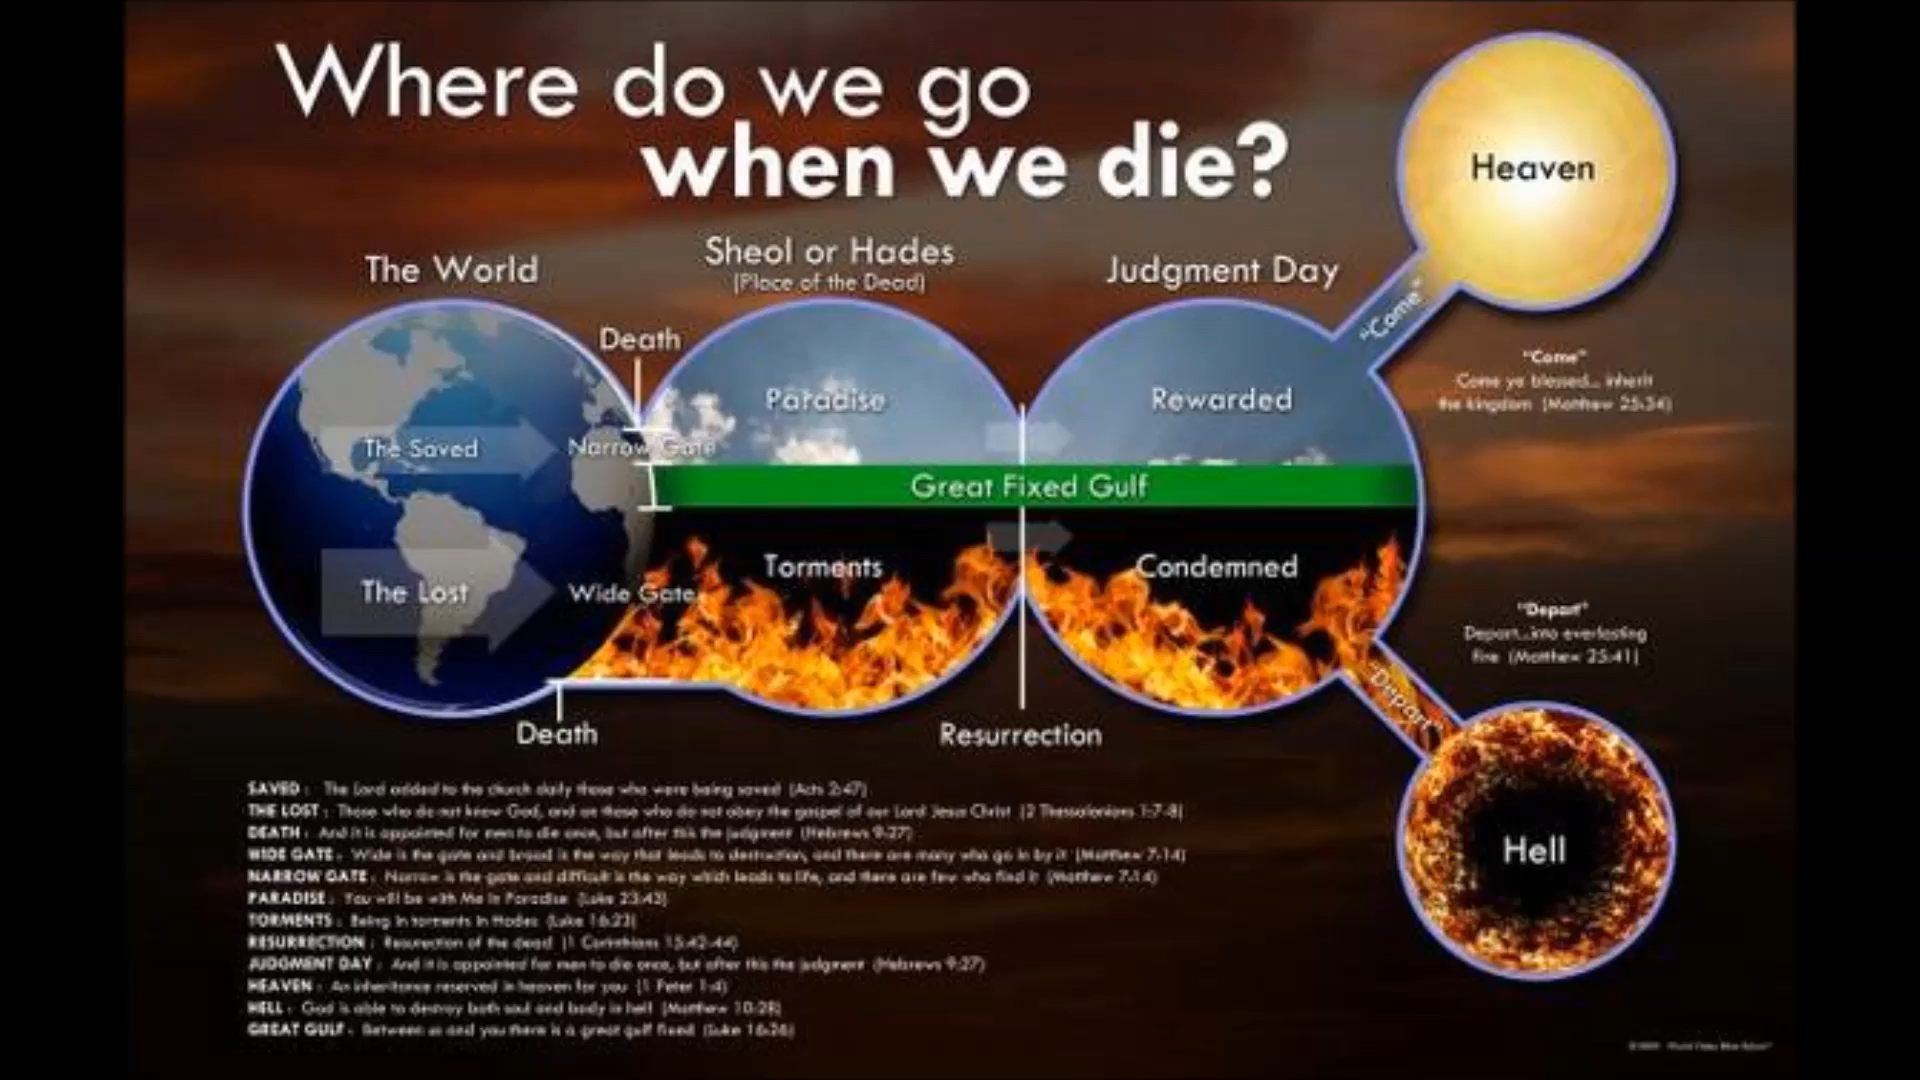 Where do we go
when we die?
Heaven
The World
Sheol or Hades
(Place of the Dead)
Judgment Day
"Come"
Death
"Come"
Come ye blessed... inherit
the kingdom (Matthew 25:34)
Paradise
Rewarded
The Saved
Narrow Gate
Great Fixed Gulf
Torments
Condemned
The Lost
Wide Gate
"Depart"
Depart...into everlasting
fire (Matthew 25:41)
"Depart"
Death
Resurrection
Hell
SAVED : The Lord added to the church daily those who were being saved (Acts 2:47)
THE LOST : Those who do not know God, and on those who do not obey the gospel of our Lord Jesus Christ (2 Thessalonians 1:7-8)
DEATH : And it is appointed for men to die once, but after this the judgment (Hebrews 9:27)
WIDE GATE : Wide is the gate and broad is the way that leads to destruction, and there are many who go in by it (Matthew 7:14)
NARROW GATE : Narrow is the gate and difficult is the way which leads to life, and there are few who find it (Matthew 7:14)
PARADISE : You will be with Me in Paradise (Luke 23:43)
TORMENTS : Being in torments in Hades (Luke 16:23)
RESURRECTION : Resurrection of the dead (1 Corinthians 15:42-44)
JUDGMENT DAY : And it is appointed for men to die once, but after this the judgment (Hebrews 9:27)
HEAVEN : An inheritance reserved in heaven for you (1 Peter 1:4)
HELL : God is able to destroy both soul and body in hell (Matthew 10:28)
GREAT GULF : Between us and you there is a great gulf fixed (Luke 16:26)